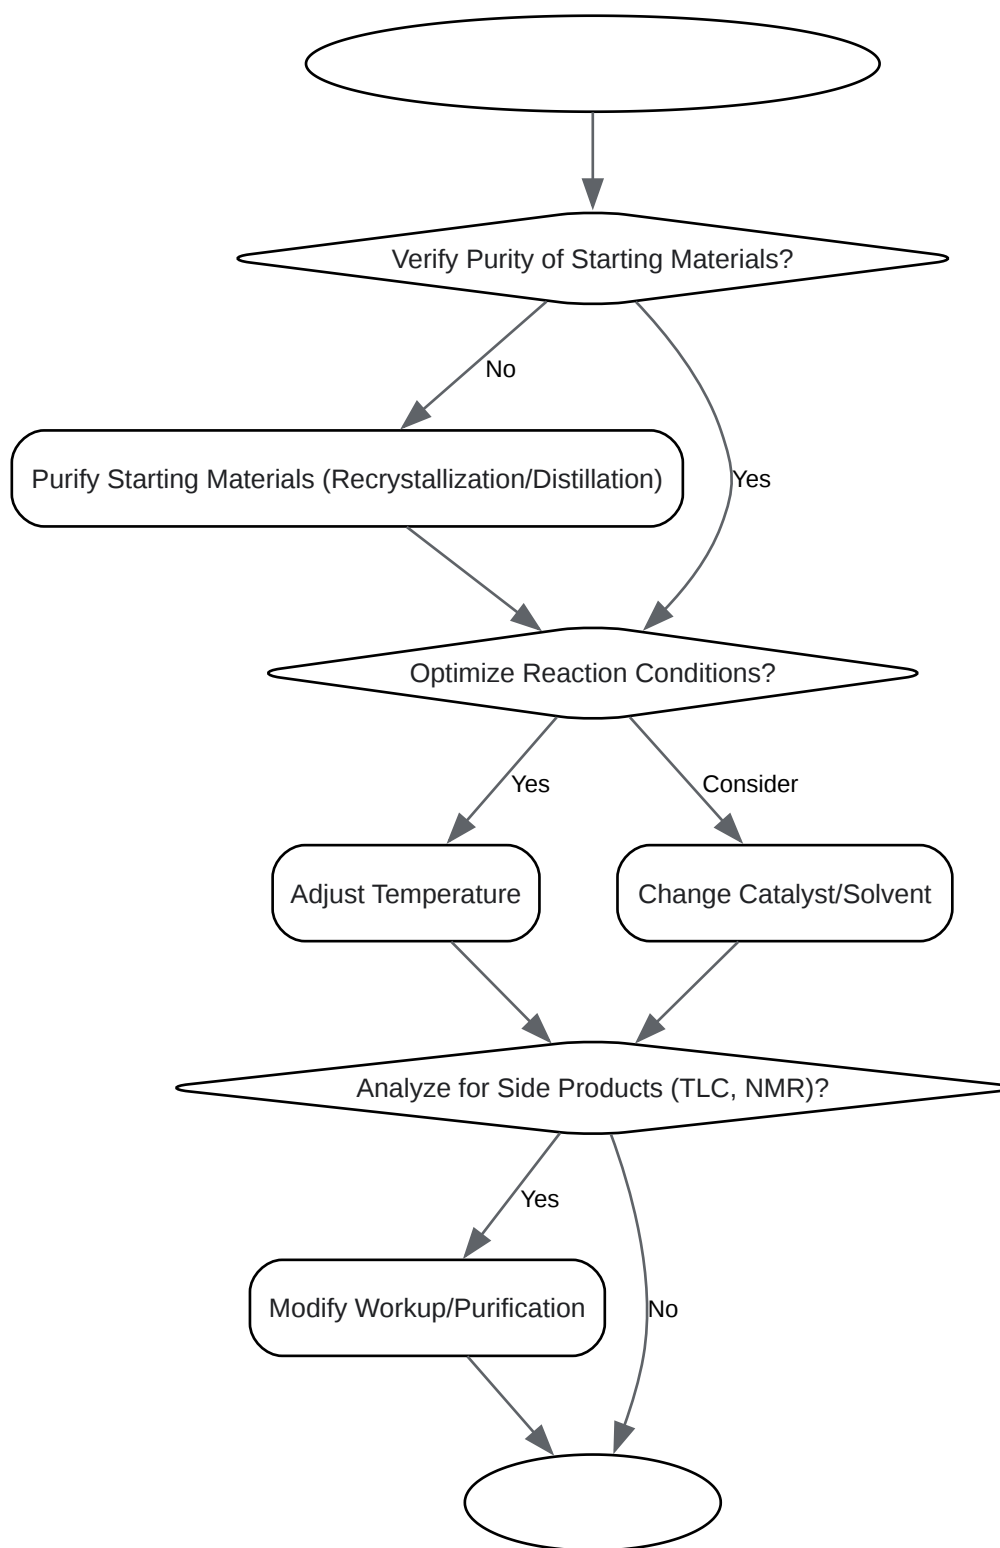 Verify Purity of Starting Materials?
No
Purify Starting Materials (Recrystallization/Distillation)
Yes
Optimize Reaction Conditions?
Yes
Consider
Adjust Temperature
Change Catalyst/Solvent
Analyze for Side Products (TLC, NMR)?
Yes
Modify Workup/Purification
No